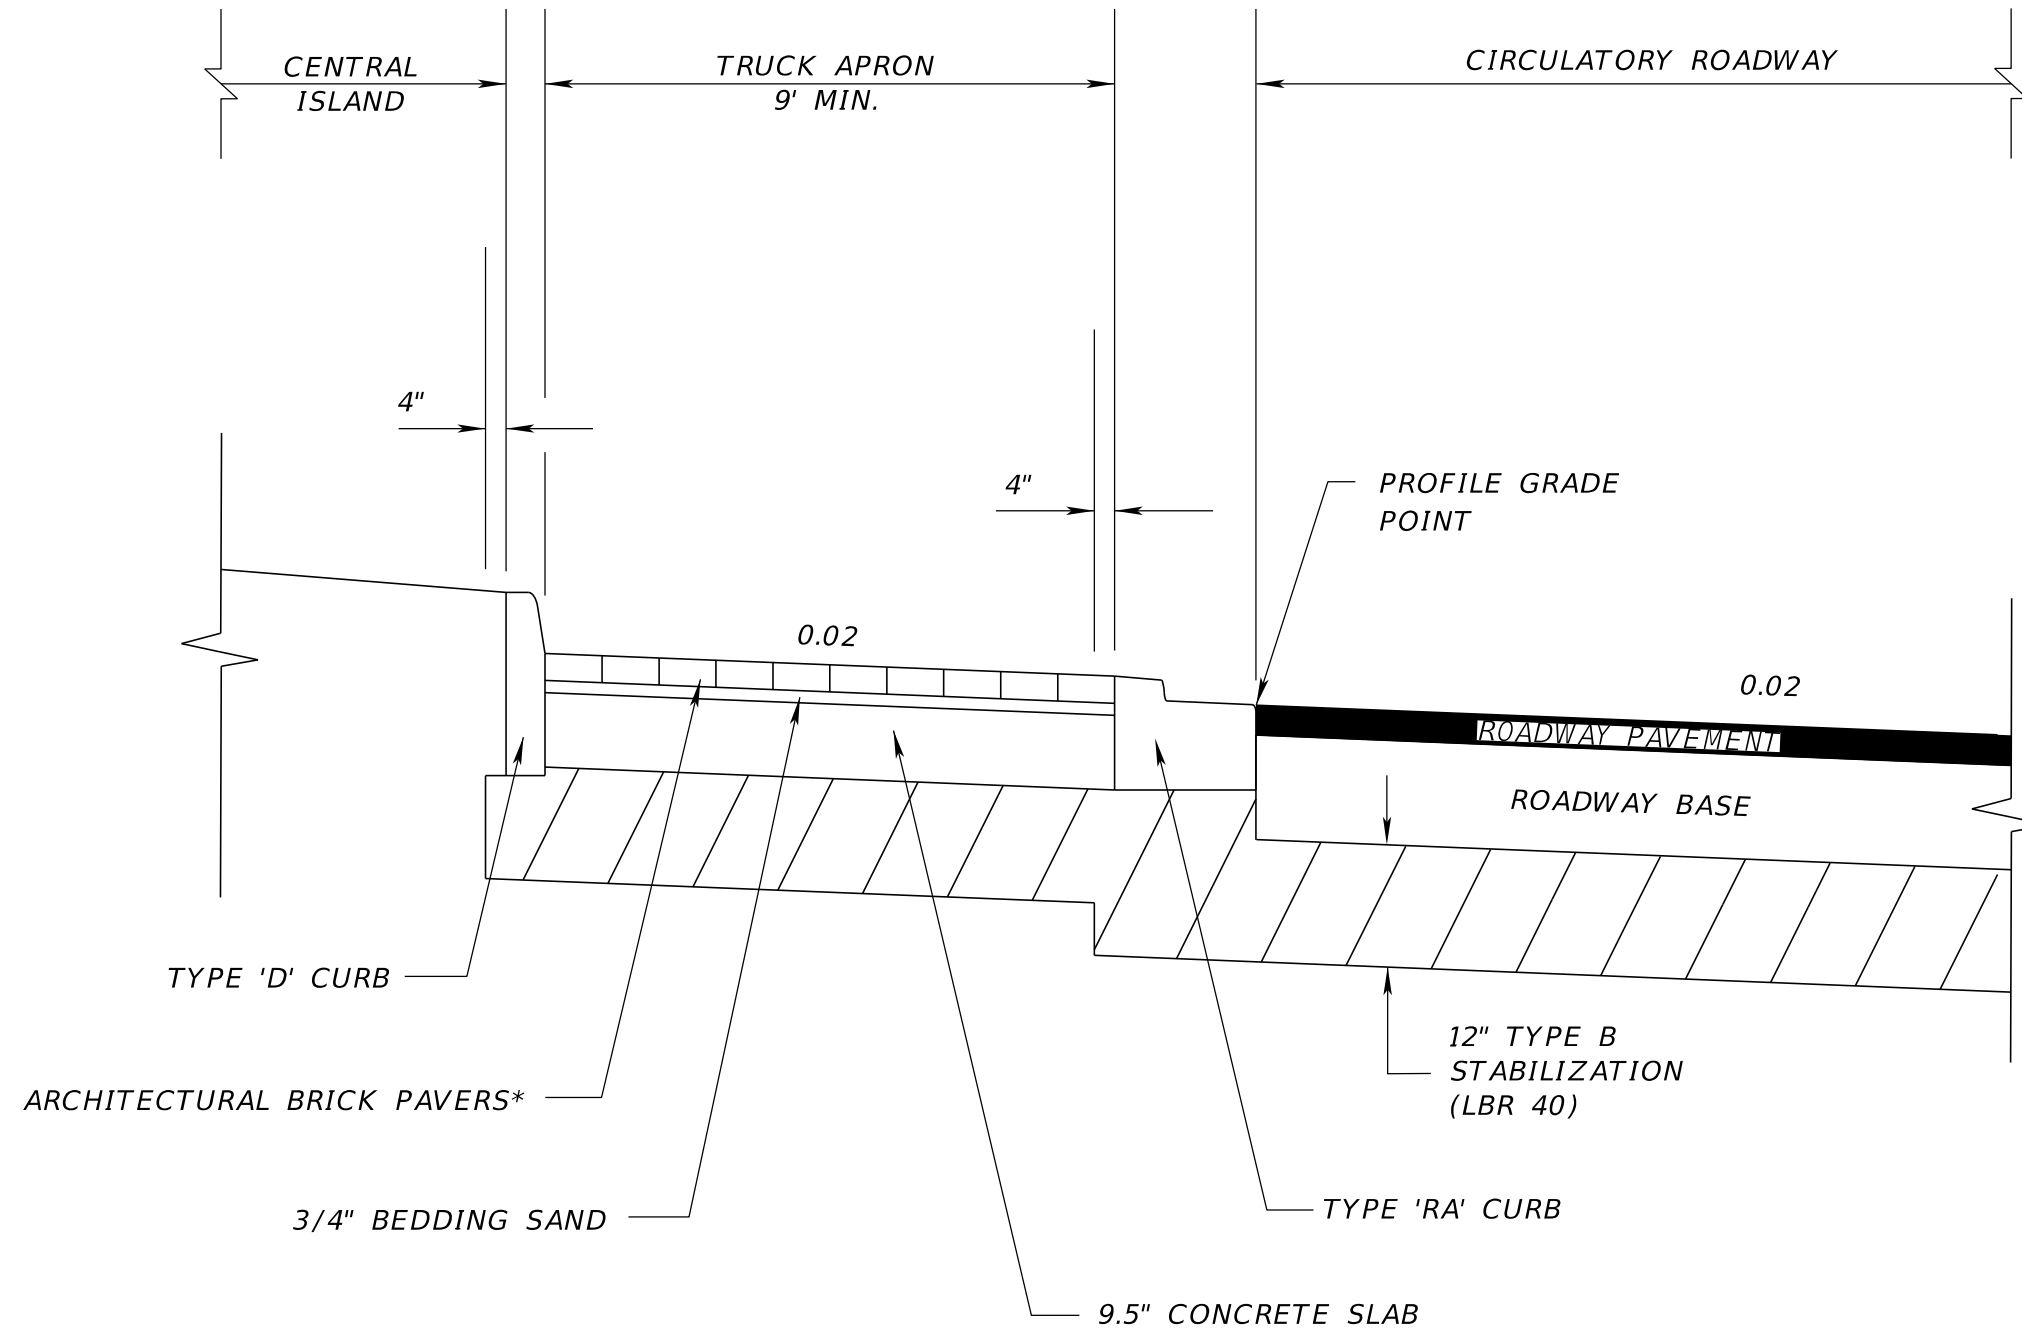 CENTRAL
ISLAND
TRUCK APRON
9' MIN.
CIRCULATORY ROADWAY
4"
4"
PROFILE GRADE
POINT
0.02
0.02
ROADWAY PAVEMENT
ROADWAY BASE
TYPE 'D' CURB
12" TYPE B
STABILIZATION
(LBR 40)
ARCHITECTURAL BRICK PAVERS*
3/4" BEDDING SAND
TYPE 'RA' CURB
9.5" CONCRETE SLAB